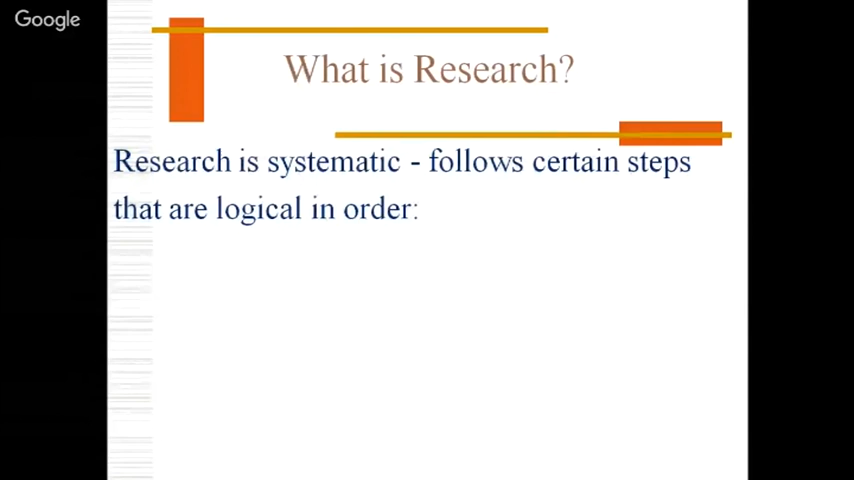 Google
What is Research?
Research is systematic - follows certain steps
that are logical in order: